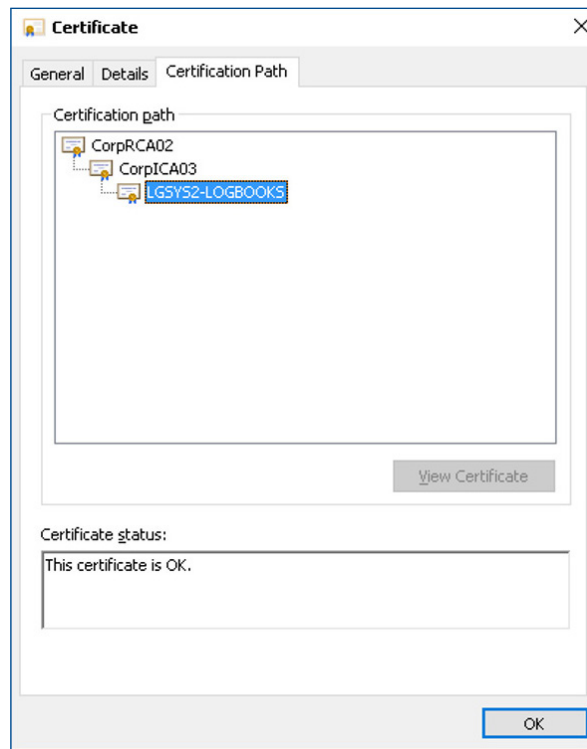 Certificate
General
Details
Certification Path
Certification path
CorpRCA02
CorpICA03
LGSYS2-LOGBOOKS
View Certificate
Certificate status:
This certificate is OK.
OK